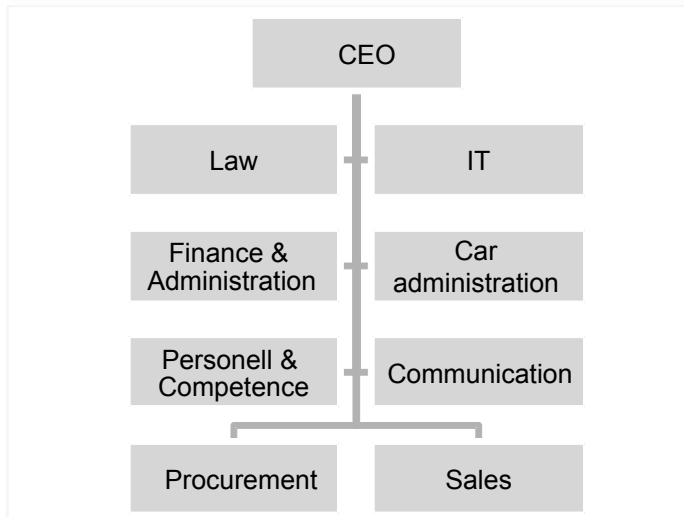 CEO
Law
IT
Finance &
Administration
Car
administration
Personell &
Competence
Communication
Procurement
Sales